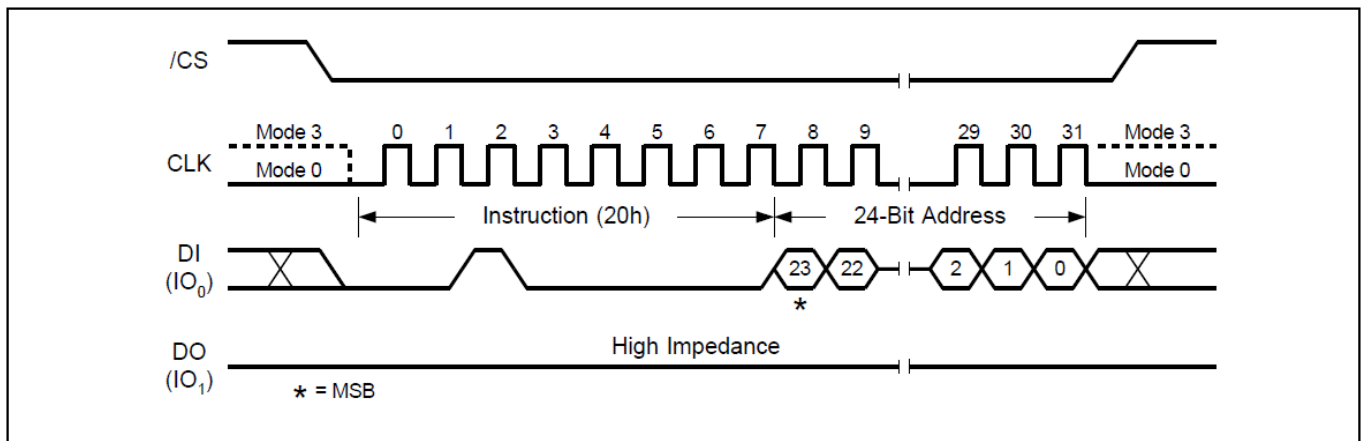 /CS
Mode 3 0 1 2 3 4 5 6 7 8 9 29 30 31 Mode 3
CLK
Mode 0 Mode 0
Instruction (20h) 24-Bit Address
DI
(IO0)
23 22 2 1 0
*
DO
(IO1)
High Impedance
* = MSB